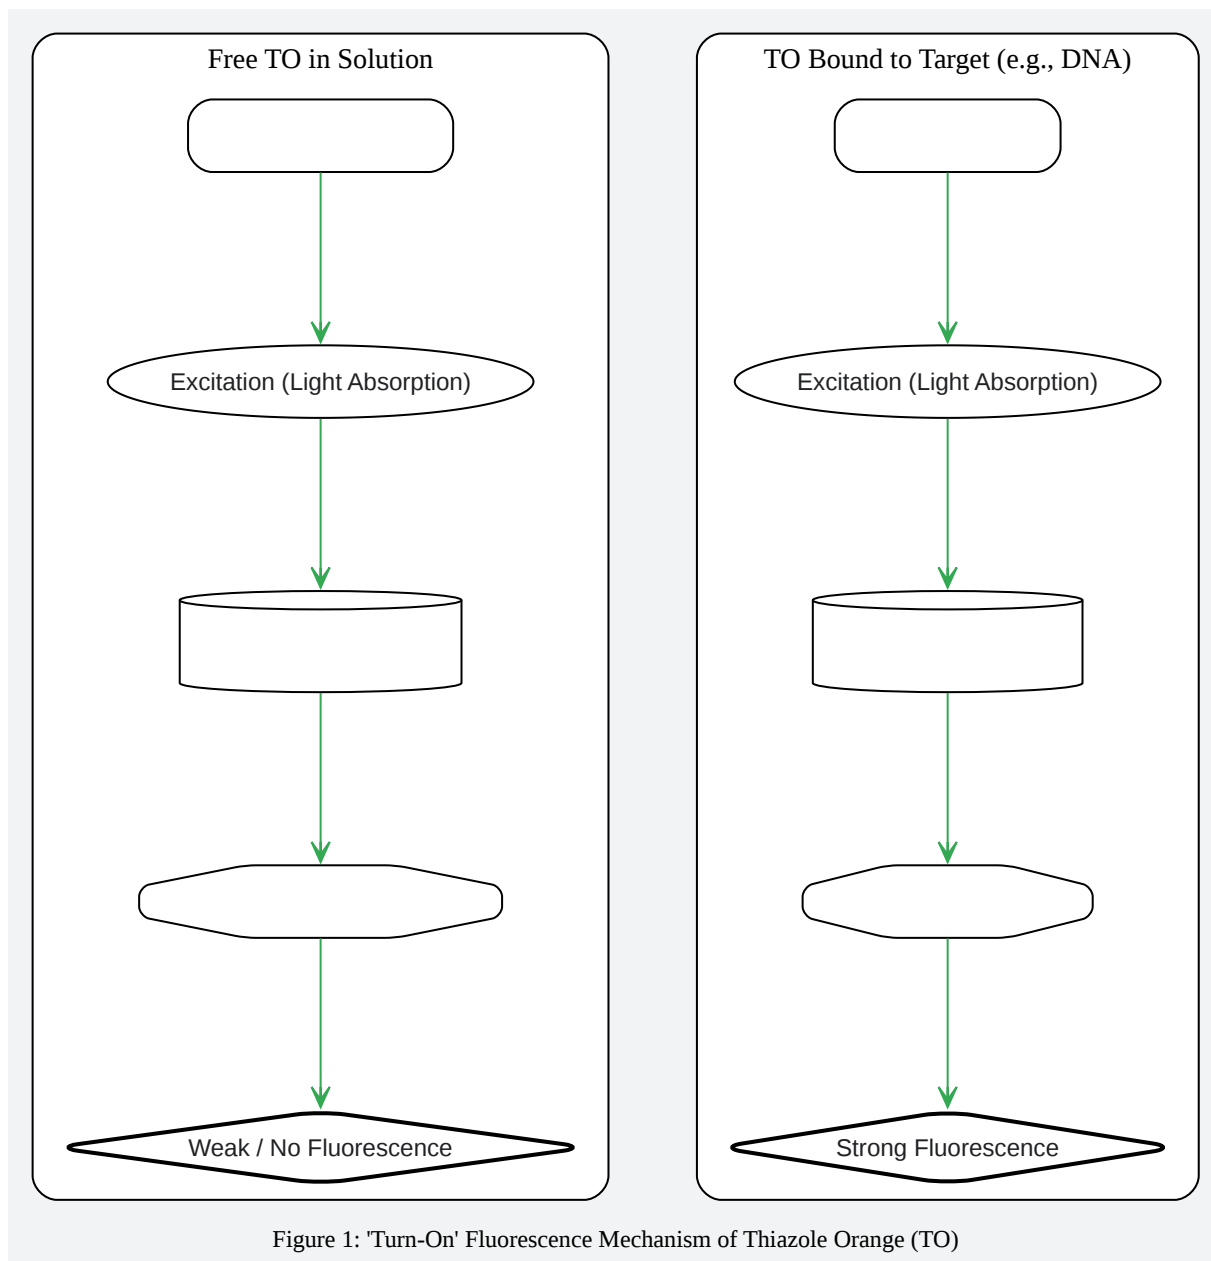 Free TO in Solution
Excitation (Light Absorption)
Weak / No Fluorescence
TO Bound to Target (e.g., DNA)
Excitation (Light Absorption)
Strong Fluorescence
Figure 1: 'Turn-On' Fluorescence Mechanism of Thiazole Orange (TO)